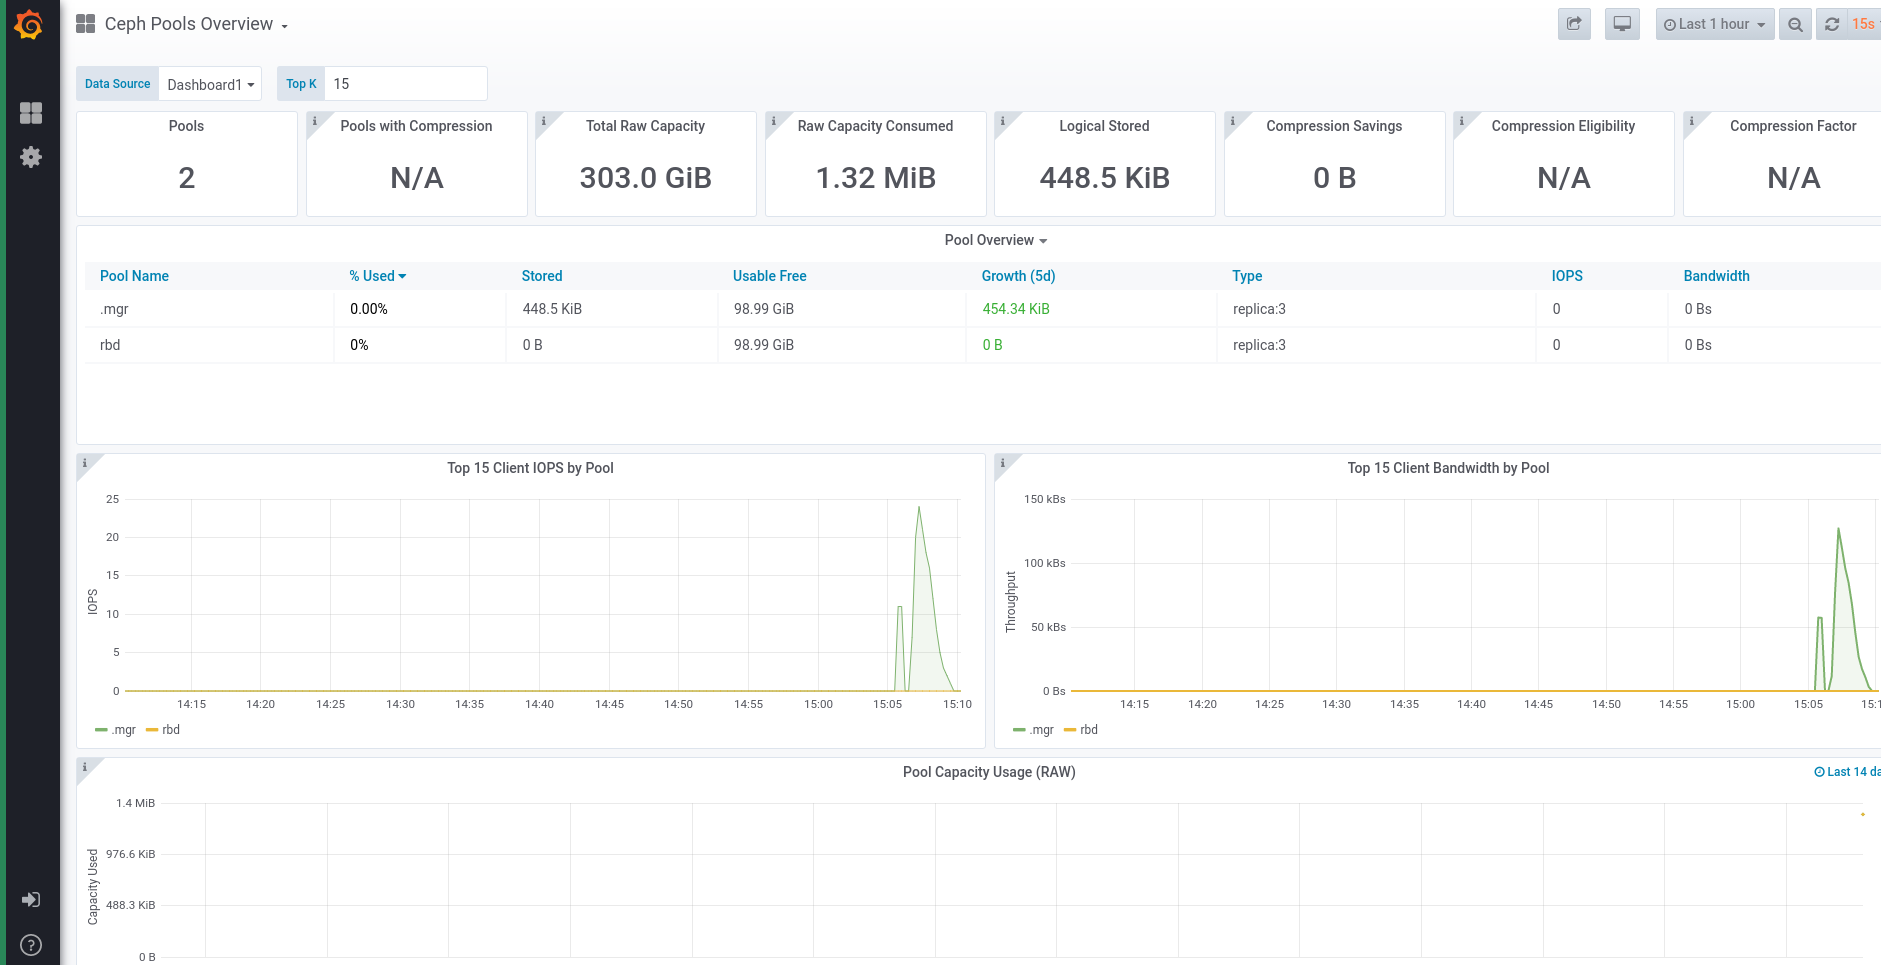 Ceph Pools Overview
Last 1 hour
15s
Data Source Dashboard1 Top K 15
Pools
2
Pools with Compression
N/A
Total Raw Capacity
303.0 GiB
Raw Capacity Consumed
1.32 MiB
Logical Stored
448.5 KiB
Compression Savings
0 B
Compression Eligibility
N/A
Compression Factor
N/A
Pool Overview
Pool Name % Used Stored Usable Free Growth (5d) Type IOPS Bandwidth
.mgr 0.00% 448.5 KiB 98.99 GiB 454.34 KiB replica:3 0 0 Bs
rbd 0% 0 B 98.99 GiB 0 B replica:3 0 0 Bs
Top 15 Client IOPS by Pool
IOPS
25
20
15
10
5
0
14:15 14:20 14:25 14:30 14:35 14:40 14:45 14:50 14:55 15:00 15:05 15:10
.mgr rbd
Top 15 Client Bandwidth by Pool
Throughput
150 kBs
100 kBs
50 kBs
0 Bs
14:15 14:20 14:25 14:30 14:35 14:40 14:45 14:50 14:55 15:00 15:05 15:1
.mgr rbd
Pool Capacity Usage (RAW)
Last 14 da
Capacity Used
1.4 MiB
976.6 KiB
488.3 KiB
0 B